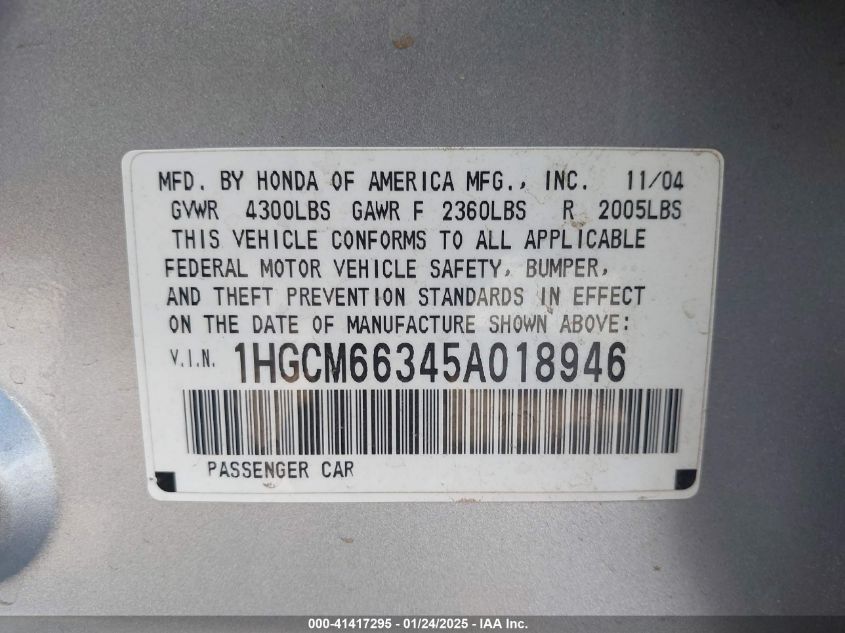 MFD. BY HONDA OF AMERICA MFG., INC. 11/04
GVWR 4300LBS GAWR F 2360LBS R 2005LBS
THIS VEHICLE CONFORMS TO ALL APPLICABLE
FEDERAL MOTOR VEHICLE SAFETY, BUMPER,
AND THEFT PREVENTION STANDARDS IN EFFECT
ON THE DATE OF MANUFACTURE SHOWN ABOVE:
V.I.N. 1HGCM66345A018946
PASSENGER CAR
000-41417295 - 01/24/2025 - IAA Inc.